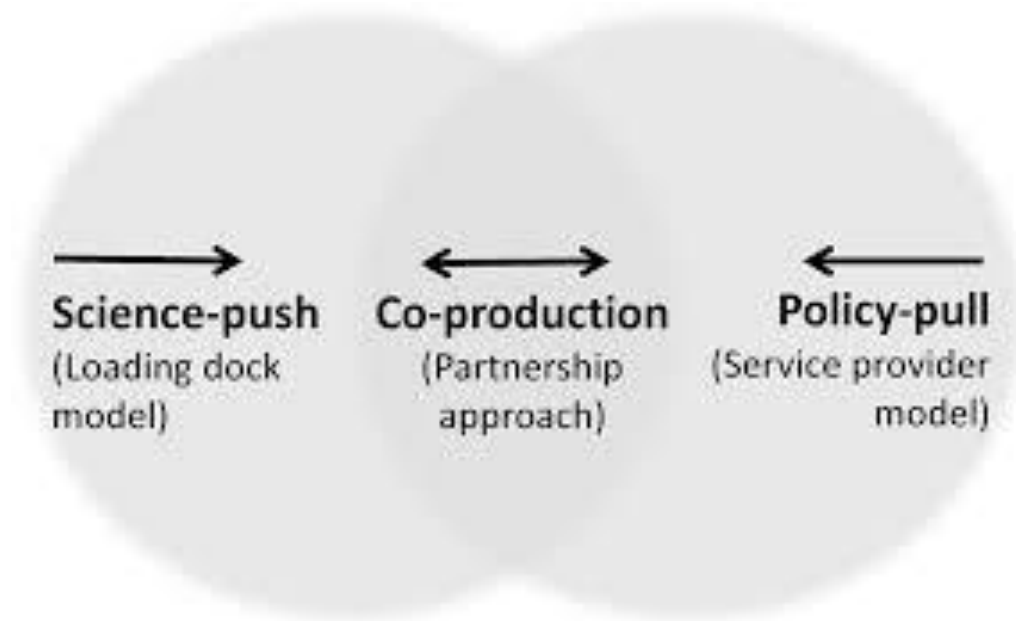 Science-push
(Loading dock
model)
Co-production
(Partnership
approach)
Policy-pull
(Service provider
model)